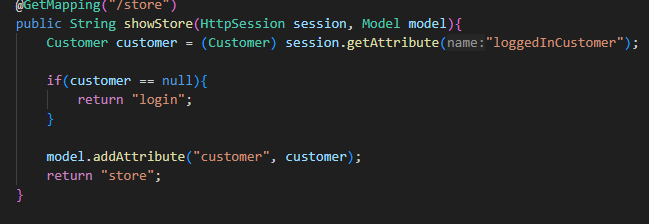 @GetMapping("/store")
public String showStore(HttpSession session, Model model){
Customer customer = (Customer) session.getAttribute(name:"loggedInCustomer");
if(customer == null){
return "login";
}
model.addAttribute("customer", customer);
return "store";
}